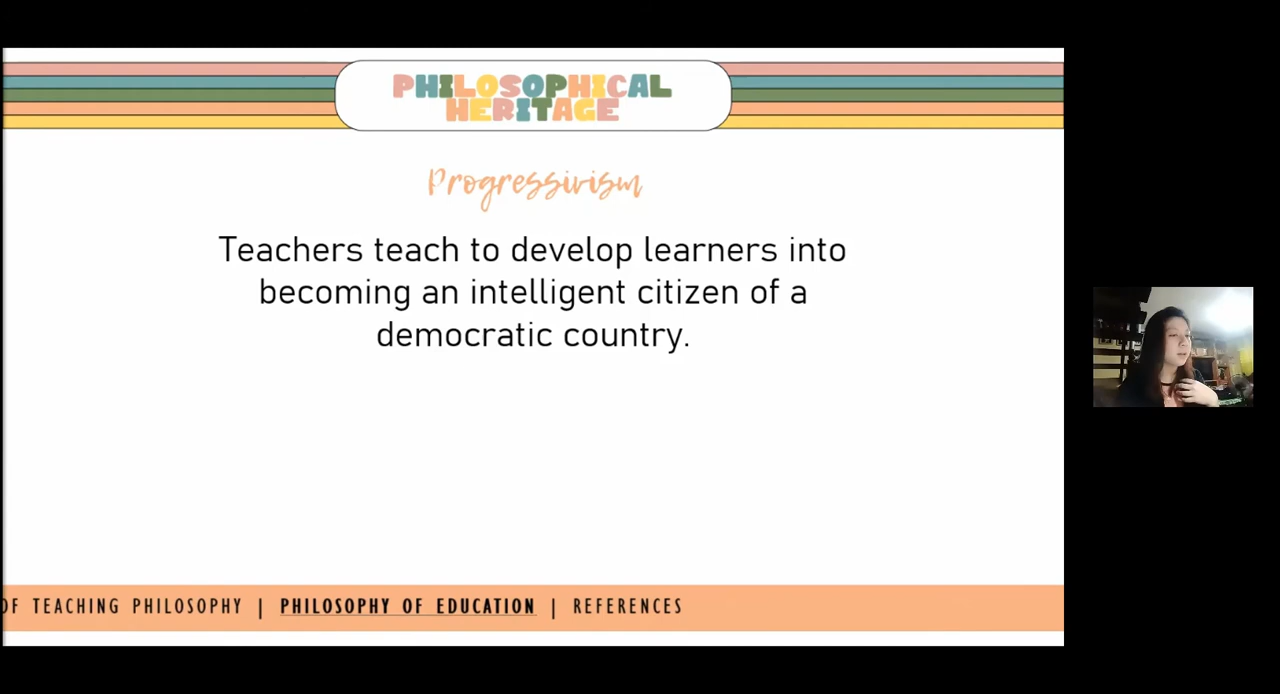 PHILOSOPHICAL
HERITAGE
Progressivism
Teachers teach to develop learners into
becoming an intelligent citizen of a
democratic country.
OF TEACHING PHILOSOPHY | PHILOSOPHY OF EDUCATION | REFERENCES